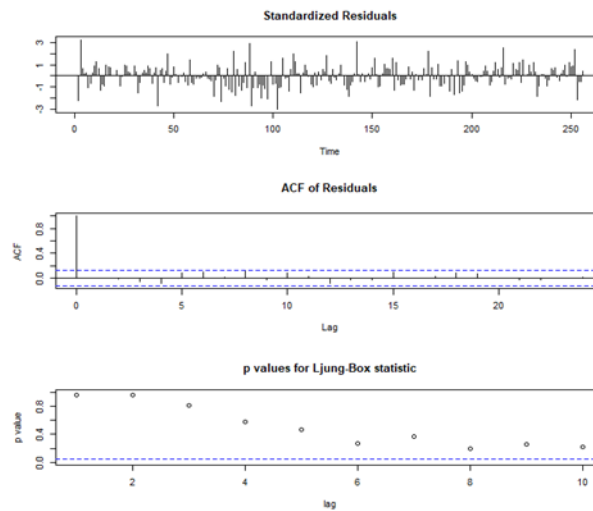 Standardized Residuals
3
1
-1
-3
0 50 100 150 200 250
Time
ACF of Residuals
ACF
0.8
0.4
0.0
0 5 10 15 20
Lag
p values for Ljung-Box statistic
p value
0.8
0.4
0.0
2 4 6 8 10
lag